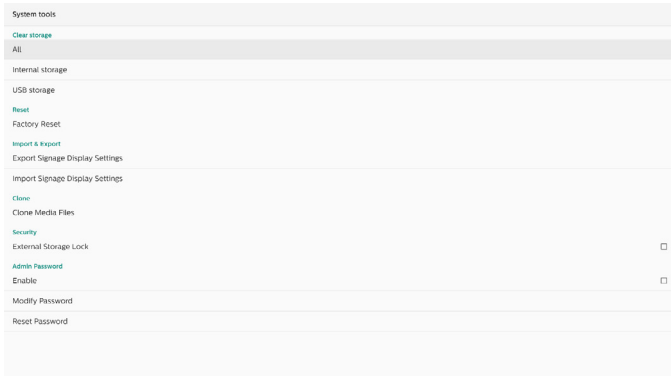 System tools
Clear storage
All
Internal storage
USB storage
Reset
Factory Reset
Import & Export
Export Signage Display Settings
Import Signage Display Settings
Clone
Clone Media Files
Security
External Storage Lock
Admin Password
Enable
Modify Password
Reset Password